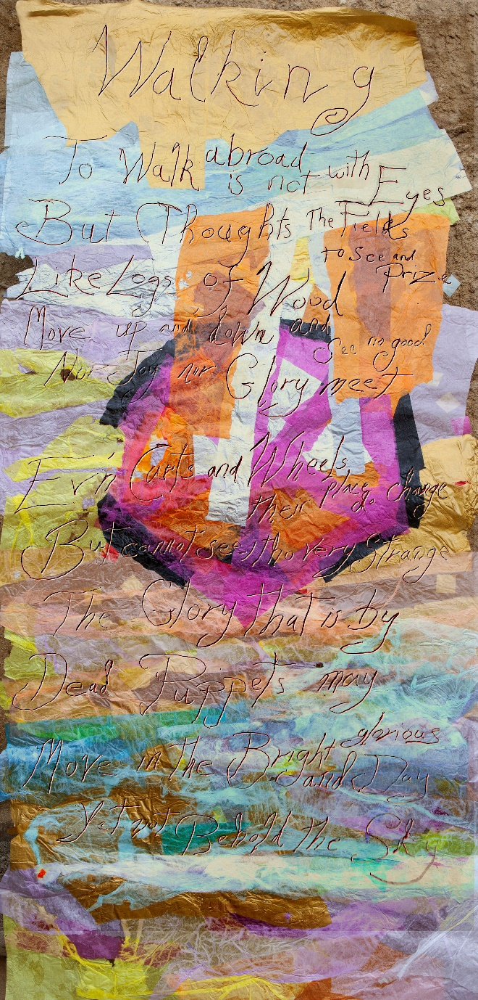 Walking
To Walk abroad is not with Eyes
But Thoughts The Fields to see and prize
Like Logs of Wood
Move up and down and see no good
Nor Joy nor Glory meet
Ev'n Carts and Wheels their place do change
But cannot see, tho very Strange
The Glory that is by
Dead Puppets may
Move in the Bright and glorious Day
Yet not Behold the Sky